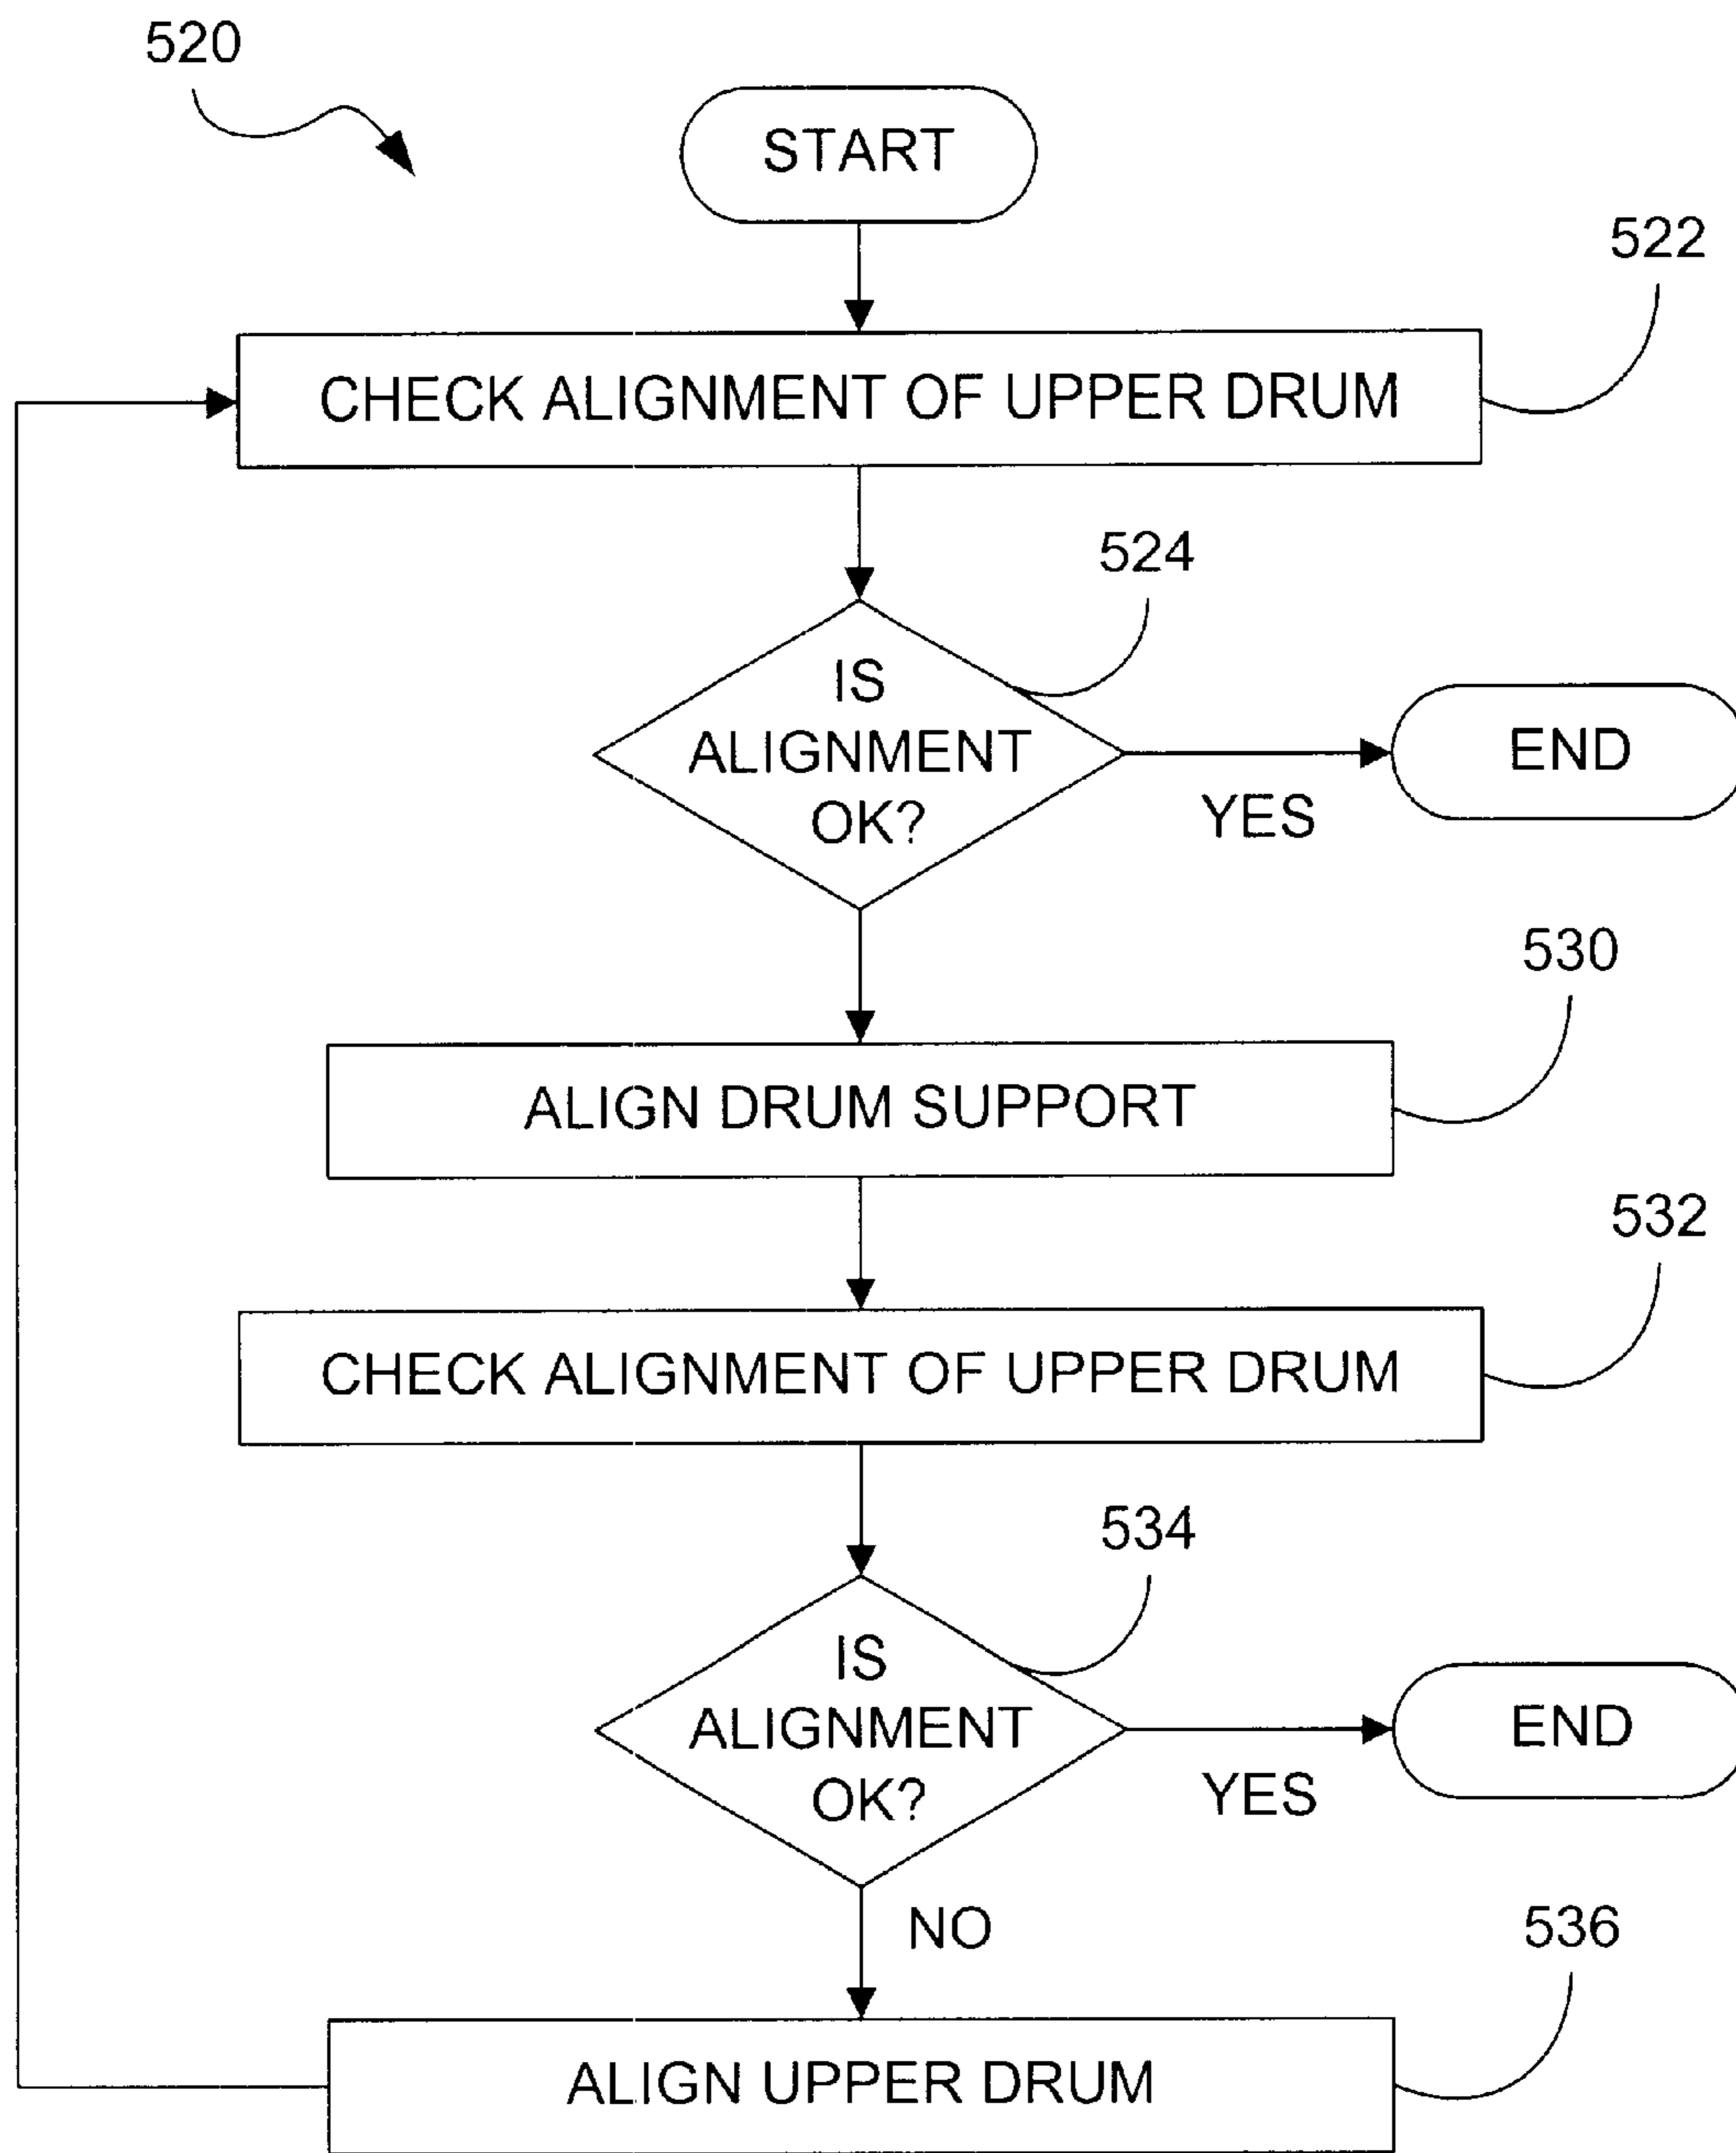 520
START
522
CHECK ALIGNMENT OF UPPER DRUM
524
IS
ALIGNMENT
OK?
YES
END
530
ALIGN DRUM SUPPORT
532
CHECK ALIGNMENT OF UPPER DRUM
534
IS
ALIGNMENT
OK?
YES
END
NO
536
ALIGN UPPER DRUM